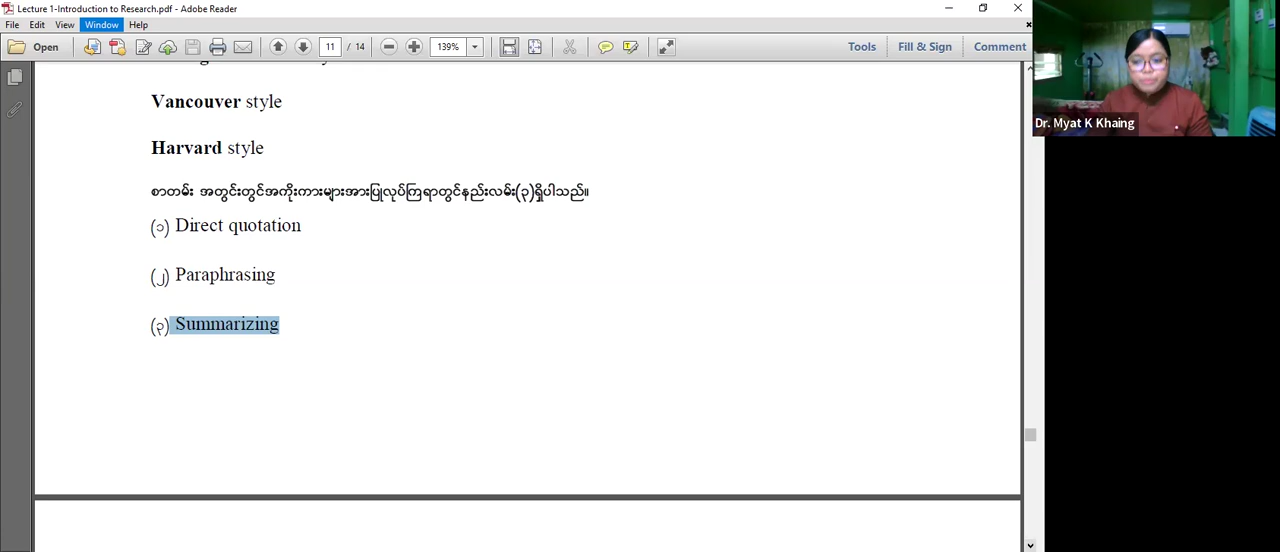 Lecture 1-Introduction to Research.pdf - Adobe Reader
File Edit View Window Help
Open 11 / 14 139% Tools Fill & Sign Comment
Vancouver style
Harvard style
စာတမ်း အတွင်းတွင်အကိုးကားများအားပြုလုပ်ကြရာတွင်နည်းလမ်း(၃)ရှိပါသည်။
(၁) Direct quotation
(၂) Paraphrasing
(၃) Summarizing
Dr. Myat K Khaing